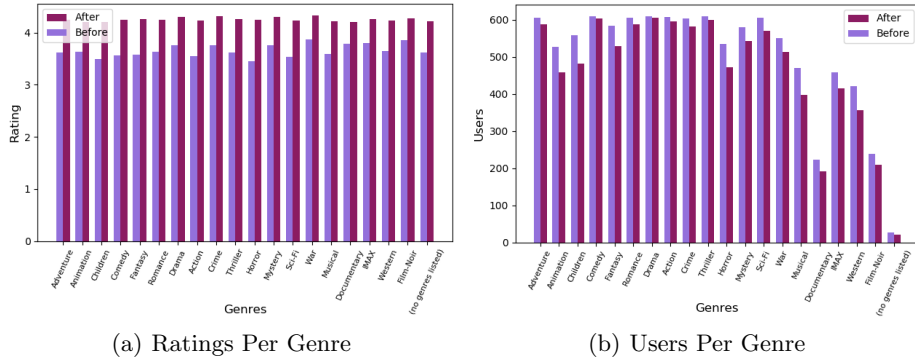 After
Before
4
3
2
1
0
Rating
Adventure
Animation
Children
Comedy
Fantasy
Romance
Drama
Action
Crime
Thriller
Horror
Mystery
Sci-Fi
War
Musical
Documentary
IMAX
Western
Film-Noir
(no genres listed)
Genres
(a) Ratings Per Genre
After
Before
600
500
400
300
200
100
0
Users
Adventure
Animation
Children
Comedy
Fantasy
Romance
Drama
Action
Crime
Thriller
Horror
Mystery
Sci-Fi
War
Musical
Documentary
IMAX
Western
Film-Noir
(no genres listed)
Genres
(b) Users Per Genre